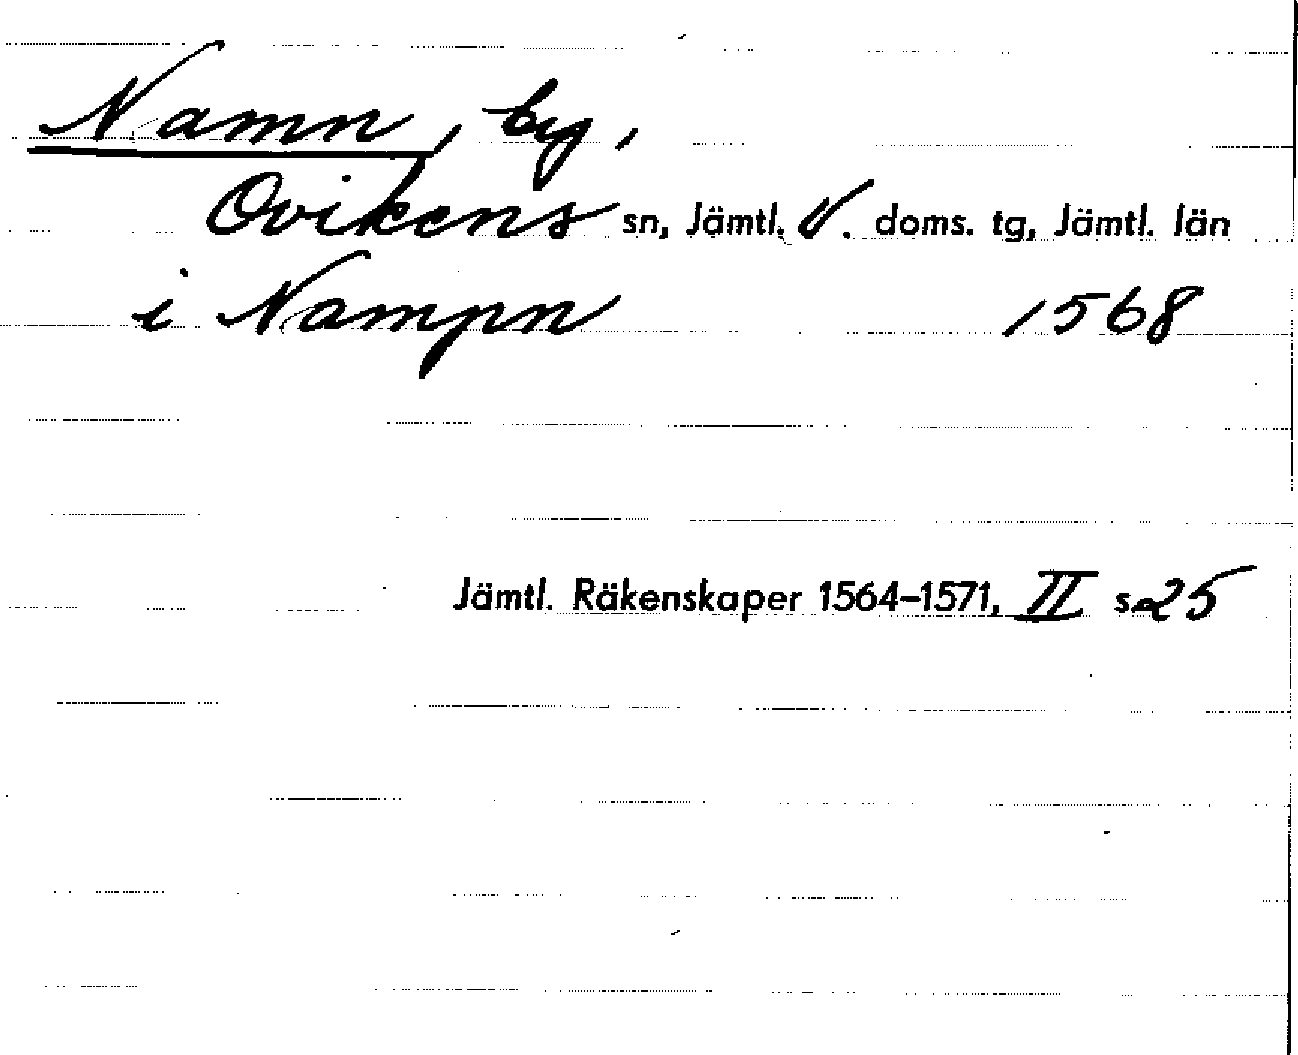 Namn, by,
Ovikens sn, Jämtl. V. doms. tg, Jämtl. län
i Nampn 1568
Jämtl. Räkenskaper 1564-1571, II s 25